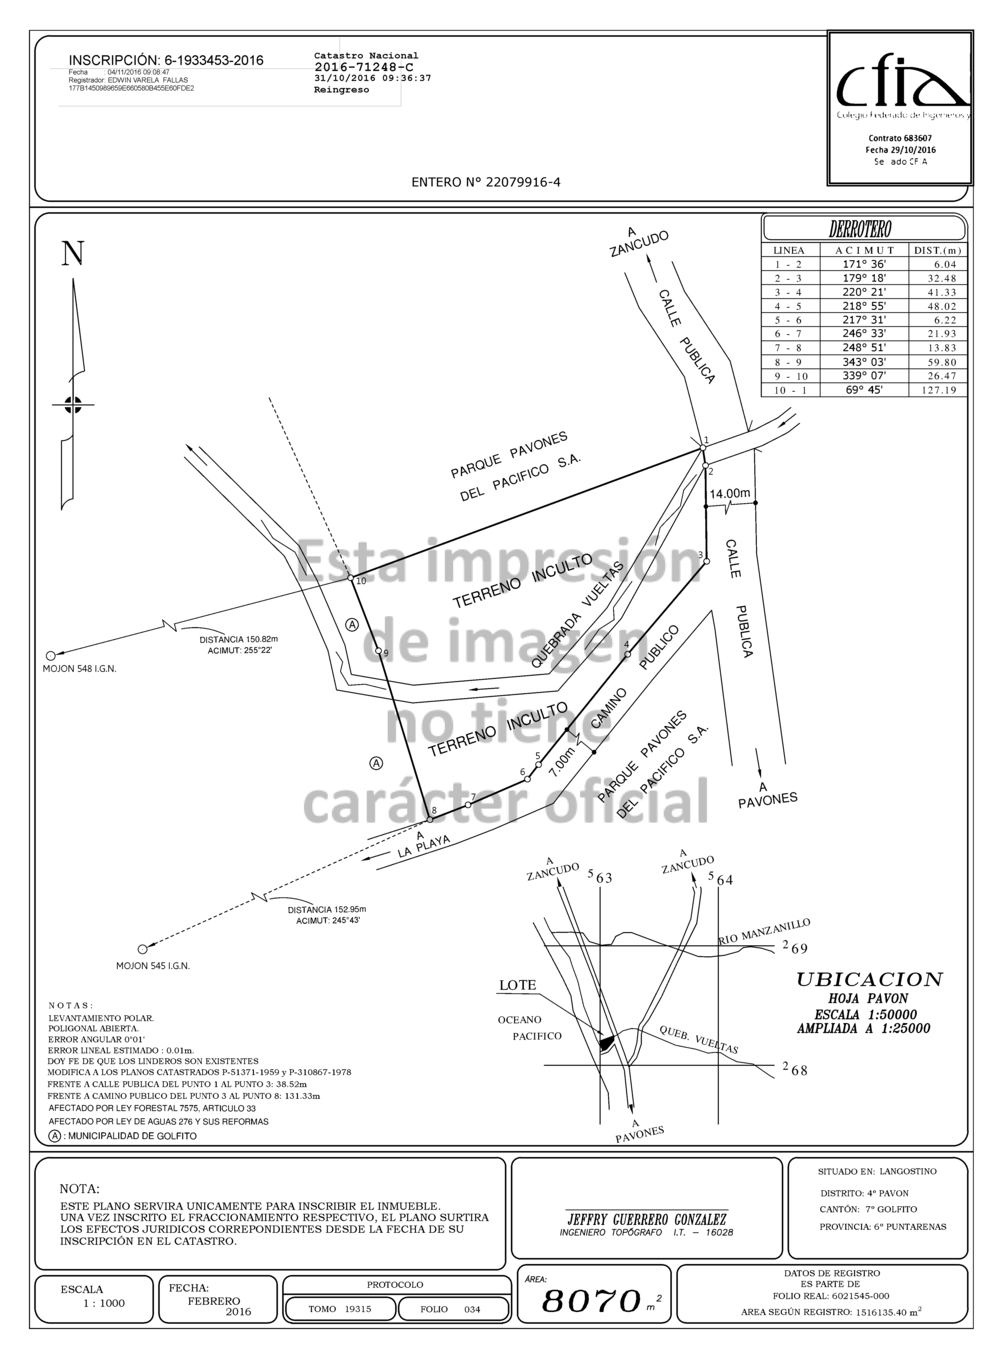 INSCRIPCIÓN: 6-1933453-2016
Fecha : 04/11/2016 09:08:47
Registrador: EDWIN VARELA FALLAS
177B1450989659E660580B455E60FDE2
Catastro Nacional
2016-71248-C
31/10/2016 09:36:37
Reingreso
ENTERO N° 22079916-4
cfia
Colegio Federado de Ingenieros y
Contrato 683607
Fecha 29/10/2016
Se ado CF A
DERROTERO
LINEA ACIMUT DIST.(m)
1 - 2 171° 36' 6.04
2 - 3 179° 18' 32.48
3 - 4 220° 21' 41.33
4 - 5 218° 55' 48.02
5 - 6 217° 31' 6.22
6 - 7 246° 33' 21.93
7 - 8 248° 51' 13.83
8 - 9 343° 03' 59.80
9 - 10 339° 07' 26.47
10 - 1 69° 45' 127.19
N
A
ZANCUDO
CALLE PUBLICA
PARQUE PAVONES
DEL PACIFICO S.A.
1
2
14.00m
3
CALLE PUBLICA
10
TERRENO INCULTO
QUEBRADA VUELTAS
Esta impresión
de imagen
no tiene
carácter oficial
A
DISTANCIA 150.82m
ACIMUT: 255°22'
MOJON 548 I.G.N.
9
4
CAMINO PUBLICO
TERRENO INCULTO
A
7.00m
5
6
7
8
PARQUE PAVONES
DEL PACIFICO S.A.
A
PAVONES
A
LA PLAYA
DISTANCIA 152.95m
ACIMUT: 245°43'
MOJON 545 I.G.N.
A
ZANCUDO
5 63
A
ZANCUDO
5 64
RIO MANZANILLO
2 69
LOTE
OCEANO
PACIFICO
QUEB. VUELTAS
2 68
A
PAVONES
UBICACION
HOJA PAVON
ESCALA 1:50000
AMPLIADA A 1:25000
NOTAS:
LEVANTAMIENTO POLAR.
POLIGONAL ABIERTA.
ERROR ANGULAR 0°01'
ERROR LINEAL ESTIMADO : 0.01m.
DOY FE DE QUE LOS LINDEROS SON EXISTENTES
MODIFICA A LOS PLANOS CATASTRADOS P-51371-1959 y P-310867-1978
FRENTE A CALLE PUBLICA DEL PUNTO 1 AL PUNTO 3: 38.52m
FRENTE A CAMINO PUBLICO DEL PUNTO 3 AL PUNTO 8: 131.33m
AFECTADO POR LEY FORESTAL 7575, ARTICULO 33
AFECTADO POR LEY DE AGUAS 276 Y SUS REFORMAS
A : MUNICIPALIDAD DE GOLFITO
NOTA:
ESTE PLANO SERVIRA UNICAMENTE PARA INSCRIBIR EL INMUEBLE.
UNA VEZ INSCRITO EL FRACCIONAMIENTO RESPECTIVO, EL PLANO SURTIRA
LOS EFECTOS JURIDICOS CORREPONDIENTES DESDE LA FECHA DE SU
INSCRIPCIÓN EN EL CATASTRO.
JEFFRY GUERRERO GONZALEZ
INGENIERO TOPÓGRAFO I.T. – 16028
SITUADO EN: LANGOSTINO
DISTRITO: 4º PAVON
CANTÓN: 7º GOLFITO
PROVINCIA: 6º PUNTARENAS
ESCALA
1 : 1000
FECHA:
FEBRERO
2016
PROTOCOLO
TOMO 19315
FOLIO 034
ÁREA:
8070 m2
DATOS DE REGISTRO
ES PARTE DE
FOLIO REAL: 6021545-000
AREA SEGÚN REGISTRO: 1516135.40 m2